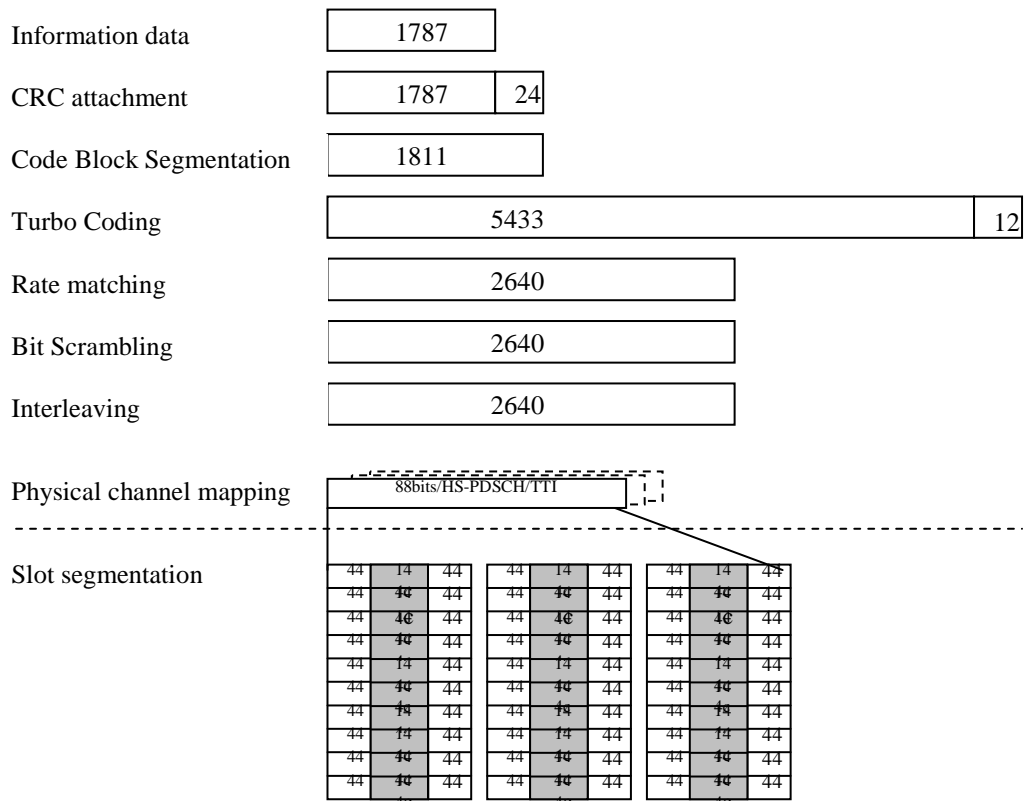 Information data 1787
CRC attachment 1787 24
Code Block Segmentation 1811
Turbo Coding 5433 12
Rate matching 2640
Bit Scrambling 2640
Interleaving 2640
Physical channel mapping 88bits/HS-PDSCH/TTI
Slot segmentation
44 14 44 44 14 44 44 14 44
44 44 44 44 44 44
44 44 44 44 44 44
44 44 44 44 44 44
44 14 44 44 14 44 44 14 44
44 44 44 44 44 44
44 14 44 44 14 44 44 14 44
44 14 44 44 14 44 44 14 44
44 44 44 44 44 44
44 44 44 44 44 44